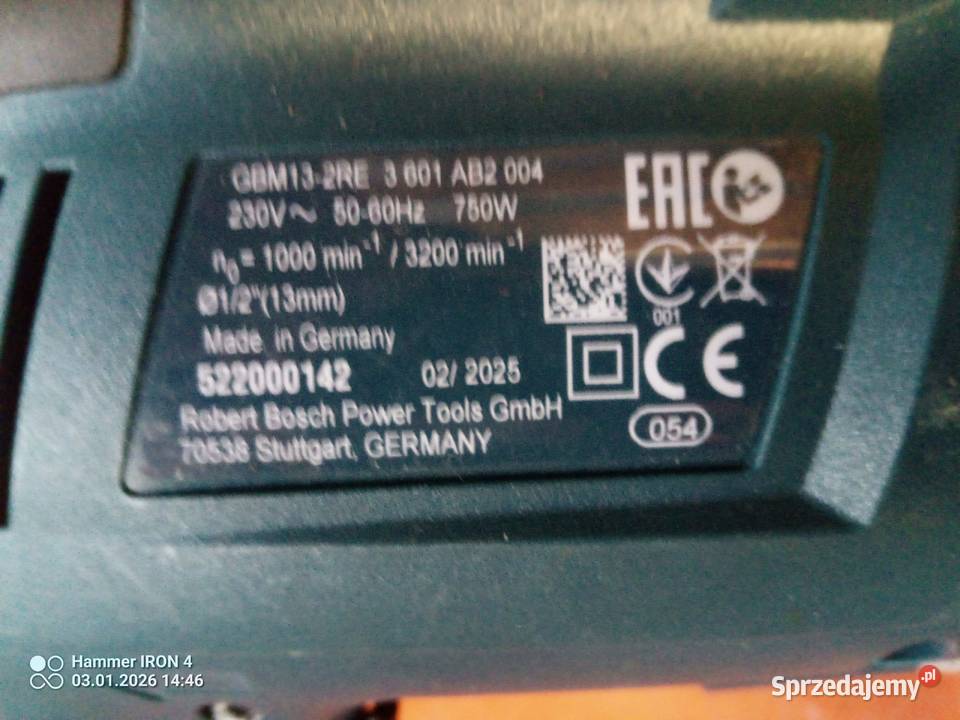 GBM13-2RE 3 601 AB2 004
230V～ 50-60Hz 750W
n0 = 1000 min-1 / 3200 min-1
Ø1/2"(13mm)
Made in Germany
522000142 02/ 2025
Robert Bosch Power Tools GmbH
70538 Stuttgart, GERMANY
EAC
001
CE
054
Hammer IRON 4
03.01.2026 14:46
Sprzedajemy.pl